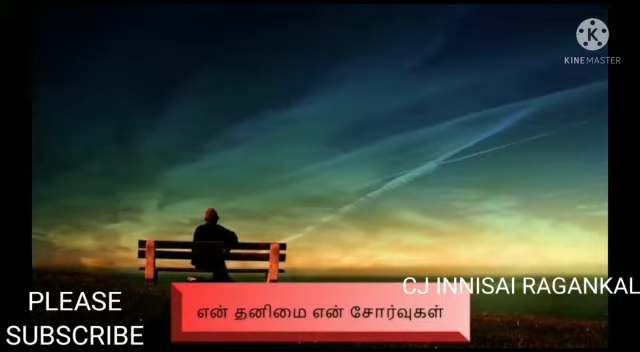 K
KINEMASTER
CJ INNISAI RAGANKAL
என் தனிமை என் சோர்வுகள்
PLEASE
SUBSCRIBE